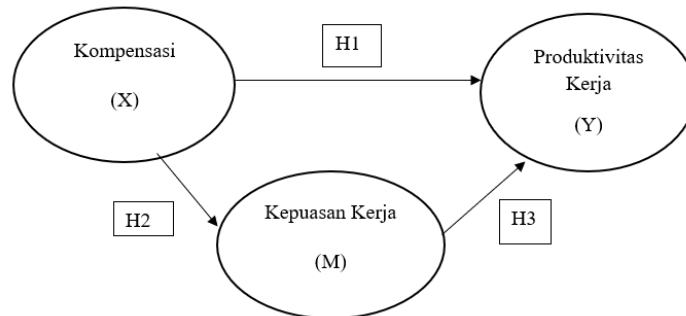 Kompensasi
(X)
H1
Produktivitas
Kerja
(Y)
H2
Kepuasan Kerja
(M)
H3